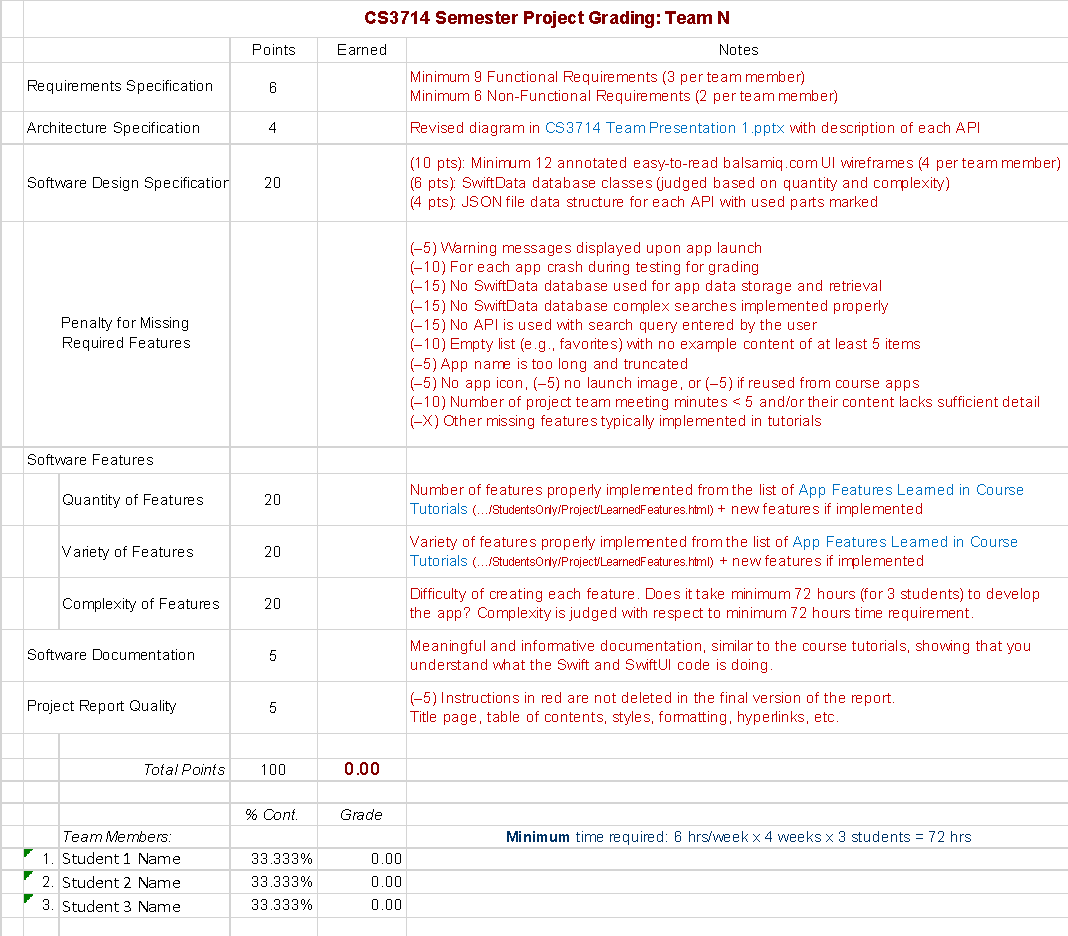 CS3714 Semester Project Grading: Team N
Points Earned Notes
Requirements Specification 6 Minimum 9 Functional Requirements (3 per team member)
Minimum 6 Non-Functional Requirements (2 per team member)
Architecture Specification 4 Revised diagram in CS3714 Team Presentation 1.pptx with description of each API
Software Design Specification 20 (10 pts): Minimum 12 annotated easy-to-read balsamiq.com UI wireframes (4 per team member)
(6 pts): SwiftData database classes (judged based on quantity and complexity)
(4 pts): JSON file data structure for each API with used parts marked
Penalty for Missing
Required Features
(–5) Warning messages displayed upon app launch
(–10) For each app crash during testing for grading
(–15) No SwiftData database used for app data storage and retrieval
(–15) No SwiftData database complex searches implemented properly
(–15) No API is used with search query entered by the user
(–10) Empty list (e.g., favorites) with no example content of at least 5 items
(–5) App name is too long and truncated
(–5) No app icon, (–5) no launch image, or (–5) if reused from course apps
(–10) Number of project team meeting minutes < 5 and/or their content lacks sufficient detail
(–X) Other missing features typically implemented in tutorials
Software Features
Quantity of Features 20 Number of features properly implemented from the list of App Features Learned in Course
Tutorials (.../StudentsOnly/Project/LearnedFeatures.html) + new features if implemented
Variety of Features 20 Variety of features properly implemented from the list of App Features Learned in Course
Tutorials (.../StudentsOnly/Project/LearnedFeatures.html) + new features if implemented
Complexity of Features 20 Difficulty of creating each feature. Does it take minimum 72 hours (for 3 students) to develop
the app? Complexity is judged with respect to minimum 72 hours time requirement.
Software Documentation 5 Meaningful and informative documentation, similar to the course tutorials, showing that you
understand what the Swift and SwiftUI code is doing.
Project Report Quality 5 (–5) Instructions in red are not deleted in the final version of the report.
Title page, table of contents, styles, formatting, hyperlinks, etc.
Total Points 100 0.00
% Cont. Grade
Team Members: Minimum time required: 6 hrs/week x 4 weeks x 3 students = 72 hrs
1. Student 1 Name 33.333% 0.00
2. Student 2 Name 33.333% 0.00
3. Student 3 Name 33.333% 0.00